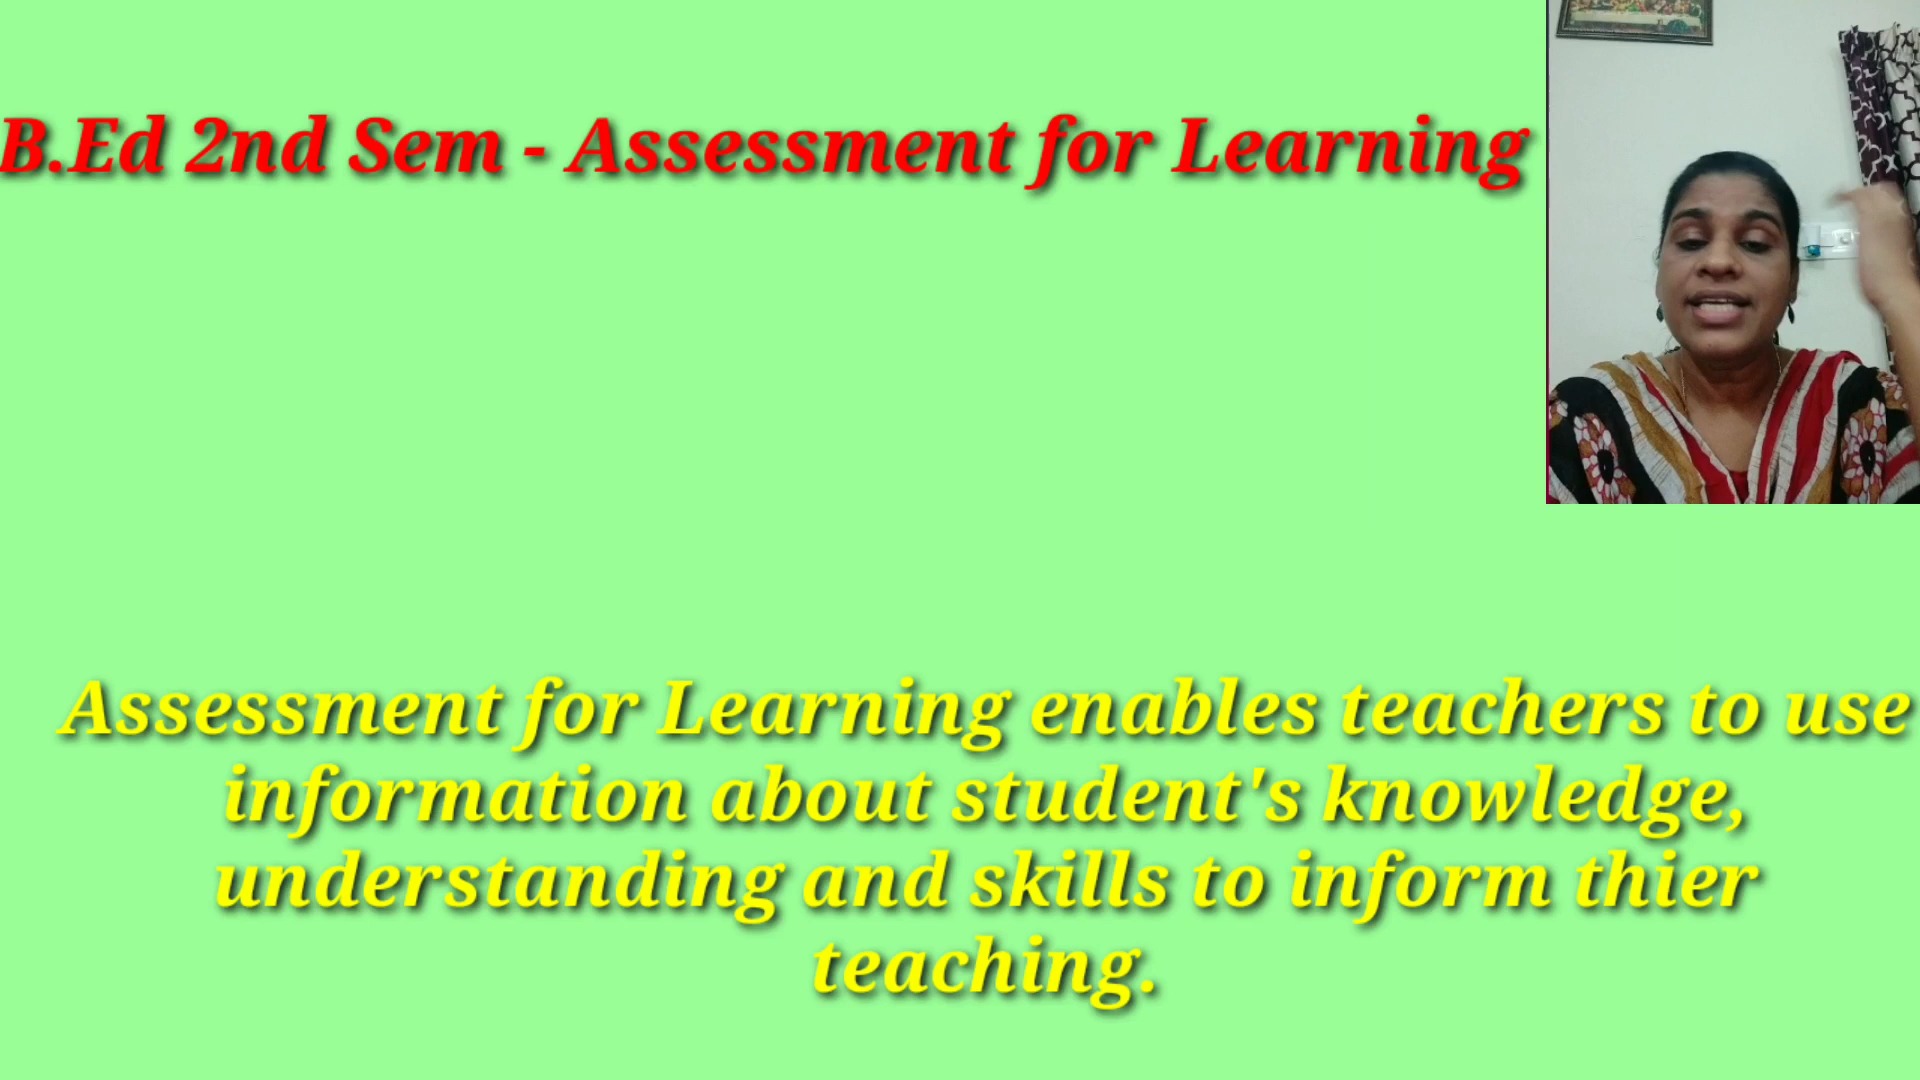 B.Ed 2nd Sem - Assessment for Learning
Assessment for Learning enables teachers to use
information about student's knowledge,
understanding and skills to inform thier
teaching.